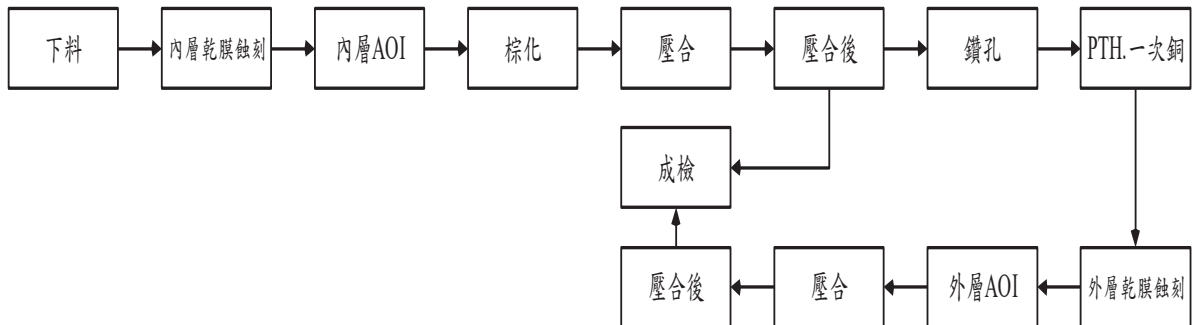 下料
內層乾膜蝕刻
內層AOI
棕化
壓合
壓合後
鑽孔
PTH.一次銅
成檢
壓合後
壓合
外層AOI
外層乾膜蝕刻